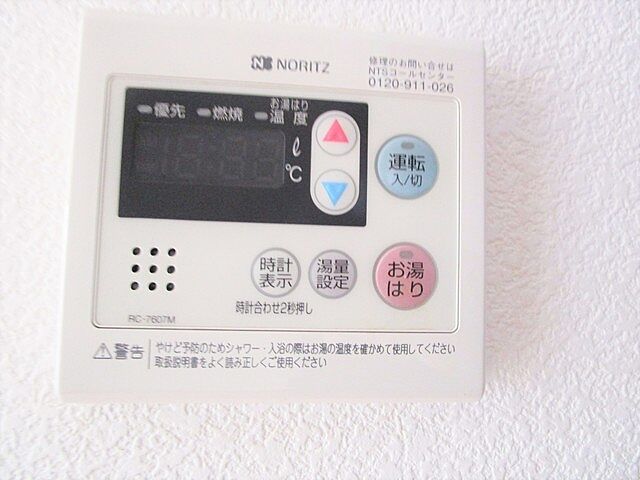 NORITZ
修理のお問い合せは
NTSコールセンター
0120-911-026
優先 燃焼 お湯はり 温度
ℓ
℃
運転
入/切
時計
表示
湯量
設定
お湯
はり
時計合わせ2秒押し
RC-7607M
警告
やけど予防のためシャワー・入浴の際はお湯の温度を確かめて使用してください
取扱説明書をよく読み正しくご使用ください